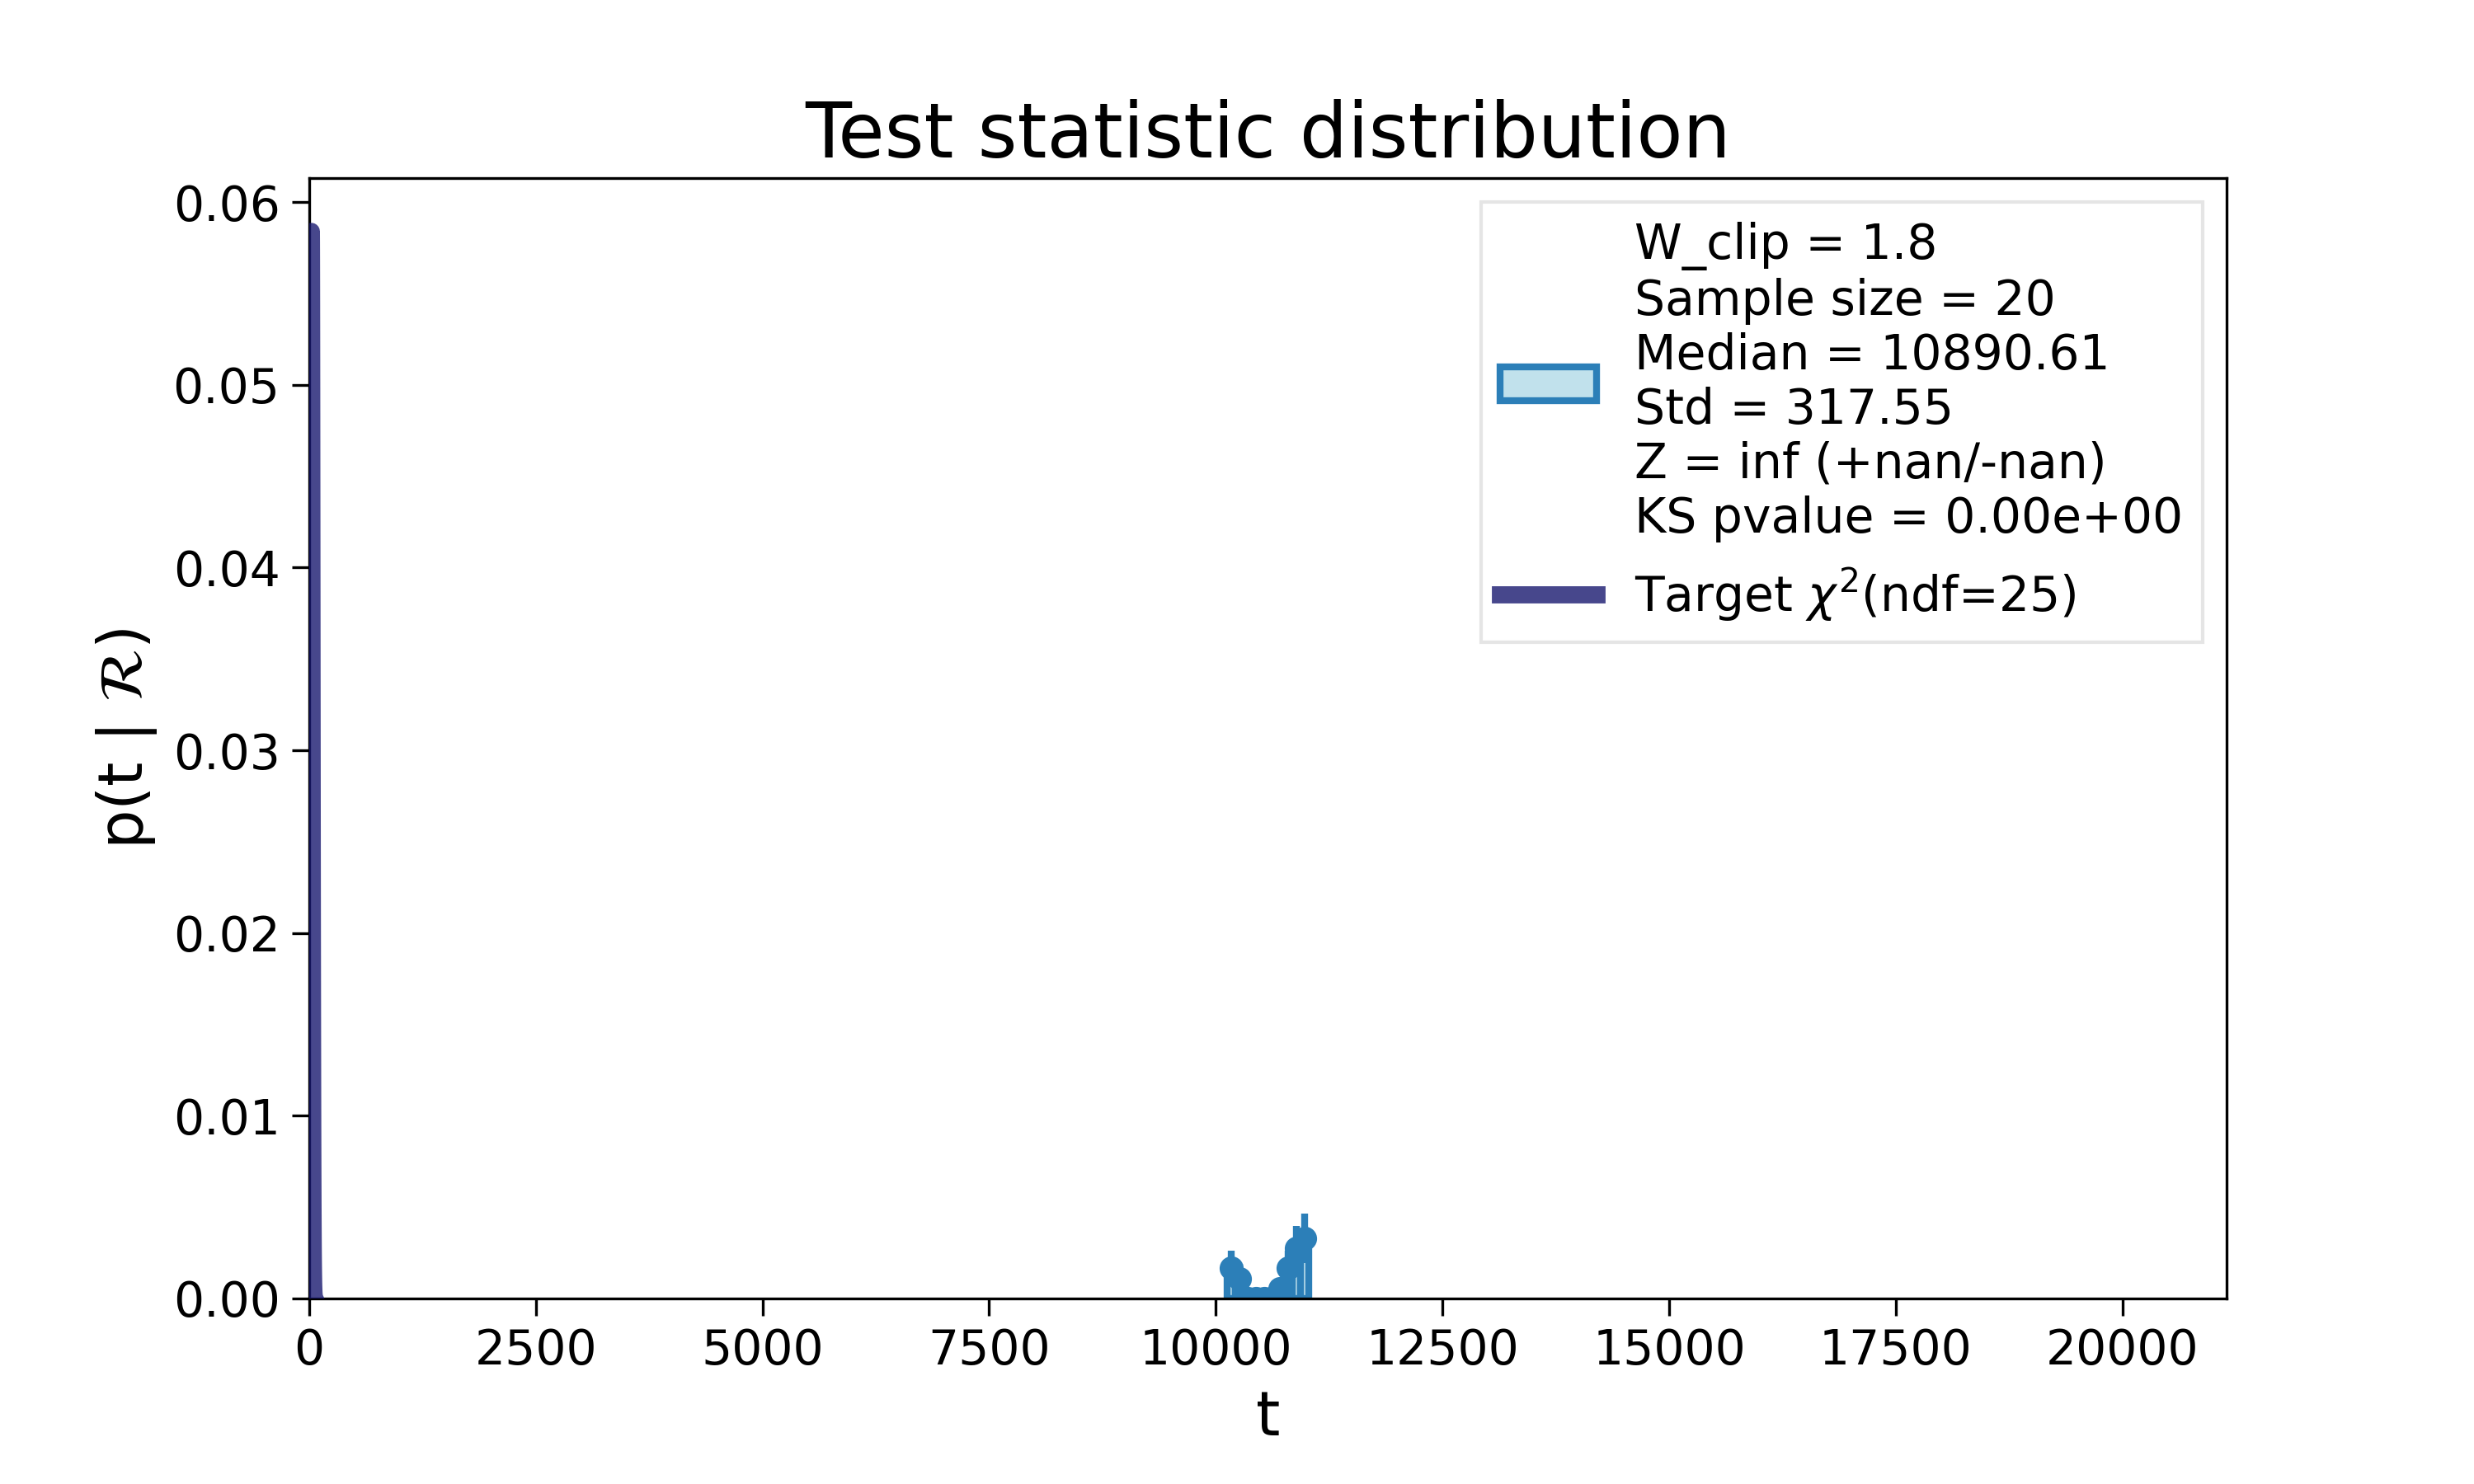 Test statistic distribution
0.06
0.05
0.04
0.03
0.02
0.01
0.00
p(t | ℛ)
W_clip = 1.8
Sample size = 20
Median = 10890.61
Std = 317.55
Z = inf (+nan/-nan)
KS pvalue = 0.00e+00
Target χ²(ndf=25)
0 2500 5000 7500 10000 12500 15000 17500 20000
t